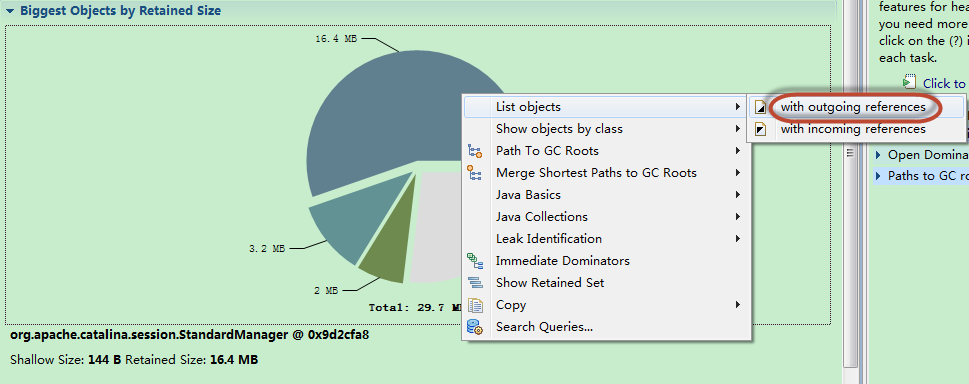 Biggest Objects by Retained Size
16.4 MB
3.2 MB
2 MB
Total: 29.7
org.apache.catalina.session.StandardManager @ 0x9d2cfa8
Shallow Size: 144 B Retained Size: 16.4 MB
List objects
Show objects by class
Path To GC Roots
Merge Shortest Paths to GC Roots
Java Basics
Java Collections
Leak Identification
Immediate Dominators
Show Retained Set
Copy
Search Queries...
with outgoing references
with incoming references
features for hea
you need more
click on the (?) i
each task.
Click to
Open Domina
Paths to GC ro